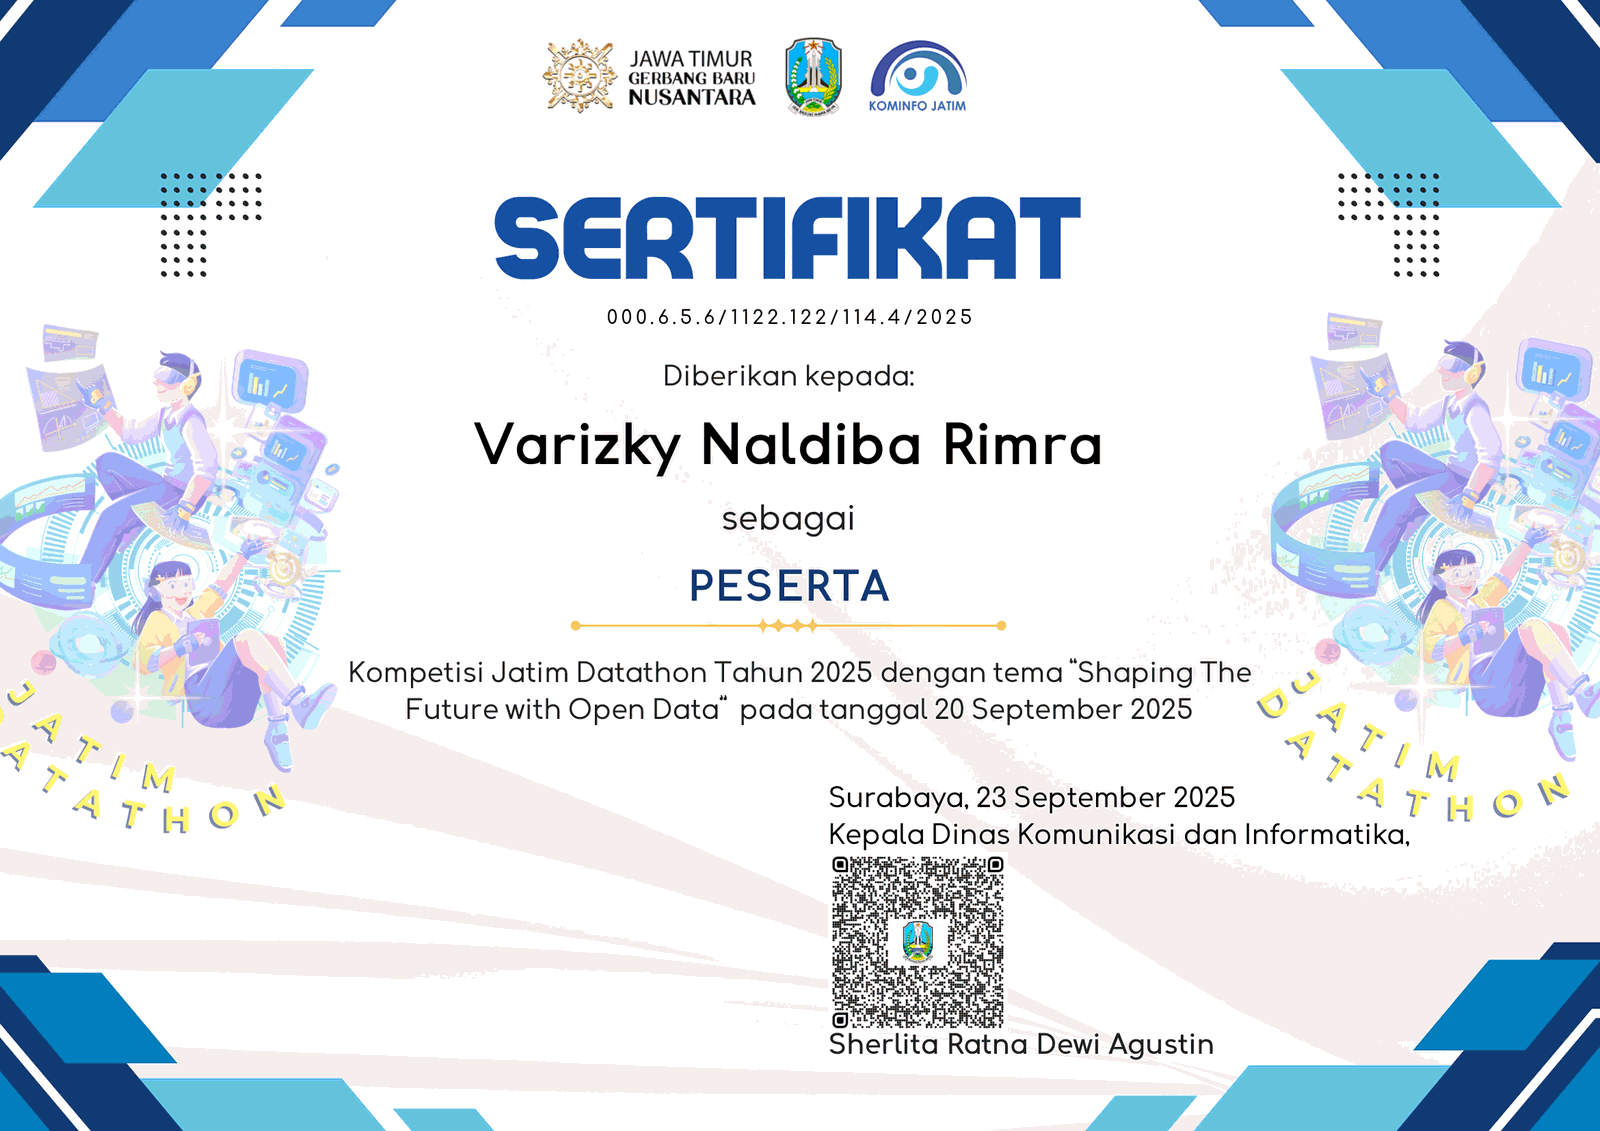 JAWA TIMUR
GERBANG BARU
NUSANTARA
KOMINFO JATIM
SERTIFIKAT
000.6.5.6/1122.122/114.4/2025
Diberikan kepada:
Varizky Naldiba Rimra
sebagai
PESERTA
Kompetisi Jatim Datathon Tahun 2025 dengan tema “Shaping The
Future with Open Data” pada tanggal 20 September 2025
JATIM
DATATHON
JATIM
DATATHON
Surabaya, 23 September 2025
Kepala Dinas Komunikasi dan Informatika,
Sherlita Ratna Dewi Agustin